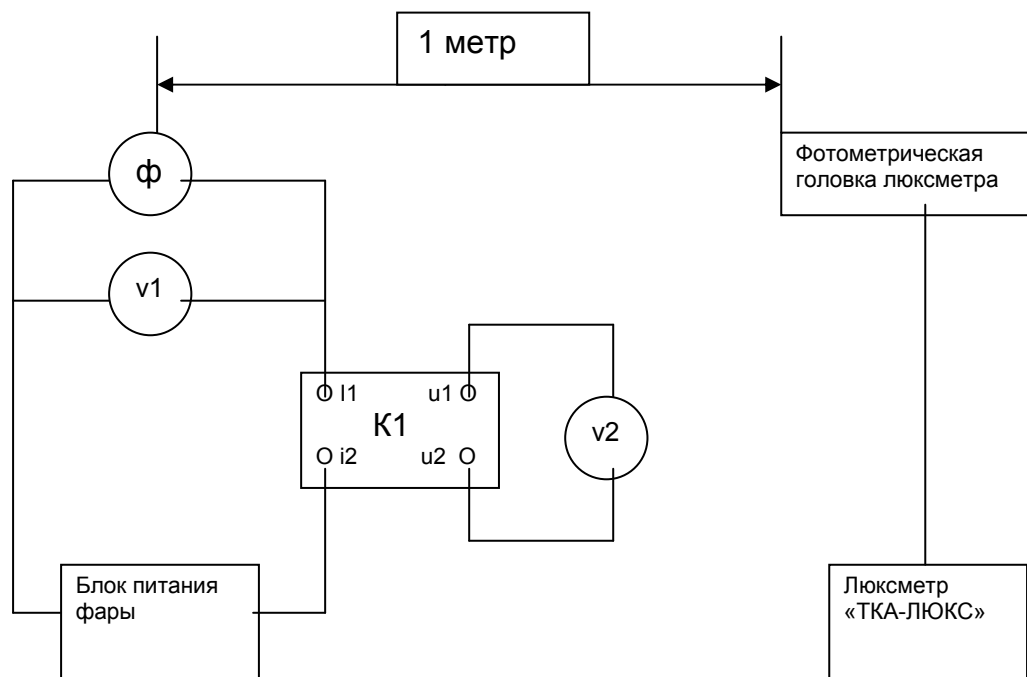 1 метр
ф
Фотометрическая
головка люксметра
v1
I1
u1
К1
v2
i2
u2
Блок питания
фары
Люксметр
«ТКА-ЛЮКС»